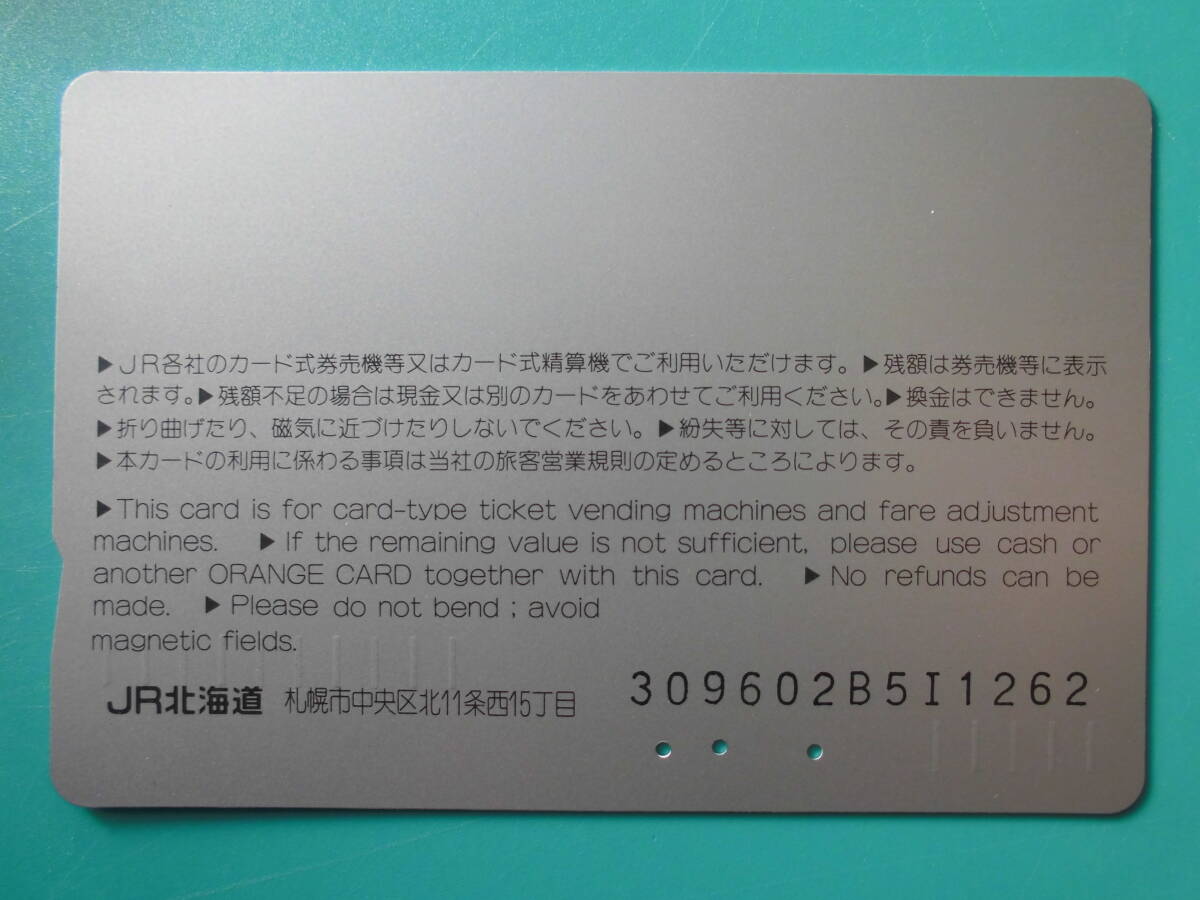 ▶JR各社のカード式券売機等又はカード式精算機でご利用いただけます。▶残額は券売機等に表示
されます。▶残額不足の場合は現金又は別のカードをあわせてご利用ください。▶換金はできません。
▶折り曲げたり、磁気に近づけたりしないでください。▶紛失等に対しては、その責を負いません。
▶本カードの利用に係わる事項は当社の旅客営業規則の定めるところによります。
▶This card is for card-type ticket vending machines and fare adjustment
machines. ▶If the remaining value is not sufficient, please use cash or
another ORANGE CARD together with this card. ▶No refunds can be
made. ▶Please do not bend; avoid
magnetic fields.
JR北海道 札幌市中央区北11条西15丁目 309602B5I1262